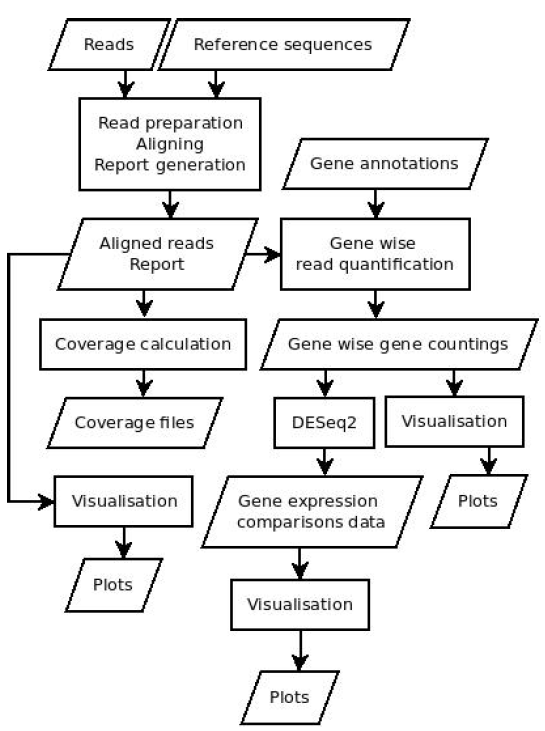 Reads
Reference sequences
Read preparation
Aligning
Report generation
Gene annotations
Aligned reads
Report
Gene wise
read quantification
Coverage calculation
Gene wise gene countings
Coverage files
DESeq2
Visualisation
Visualisation
Gene expression
comparisons data
Plots
Plots
Visualisation
Plots